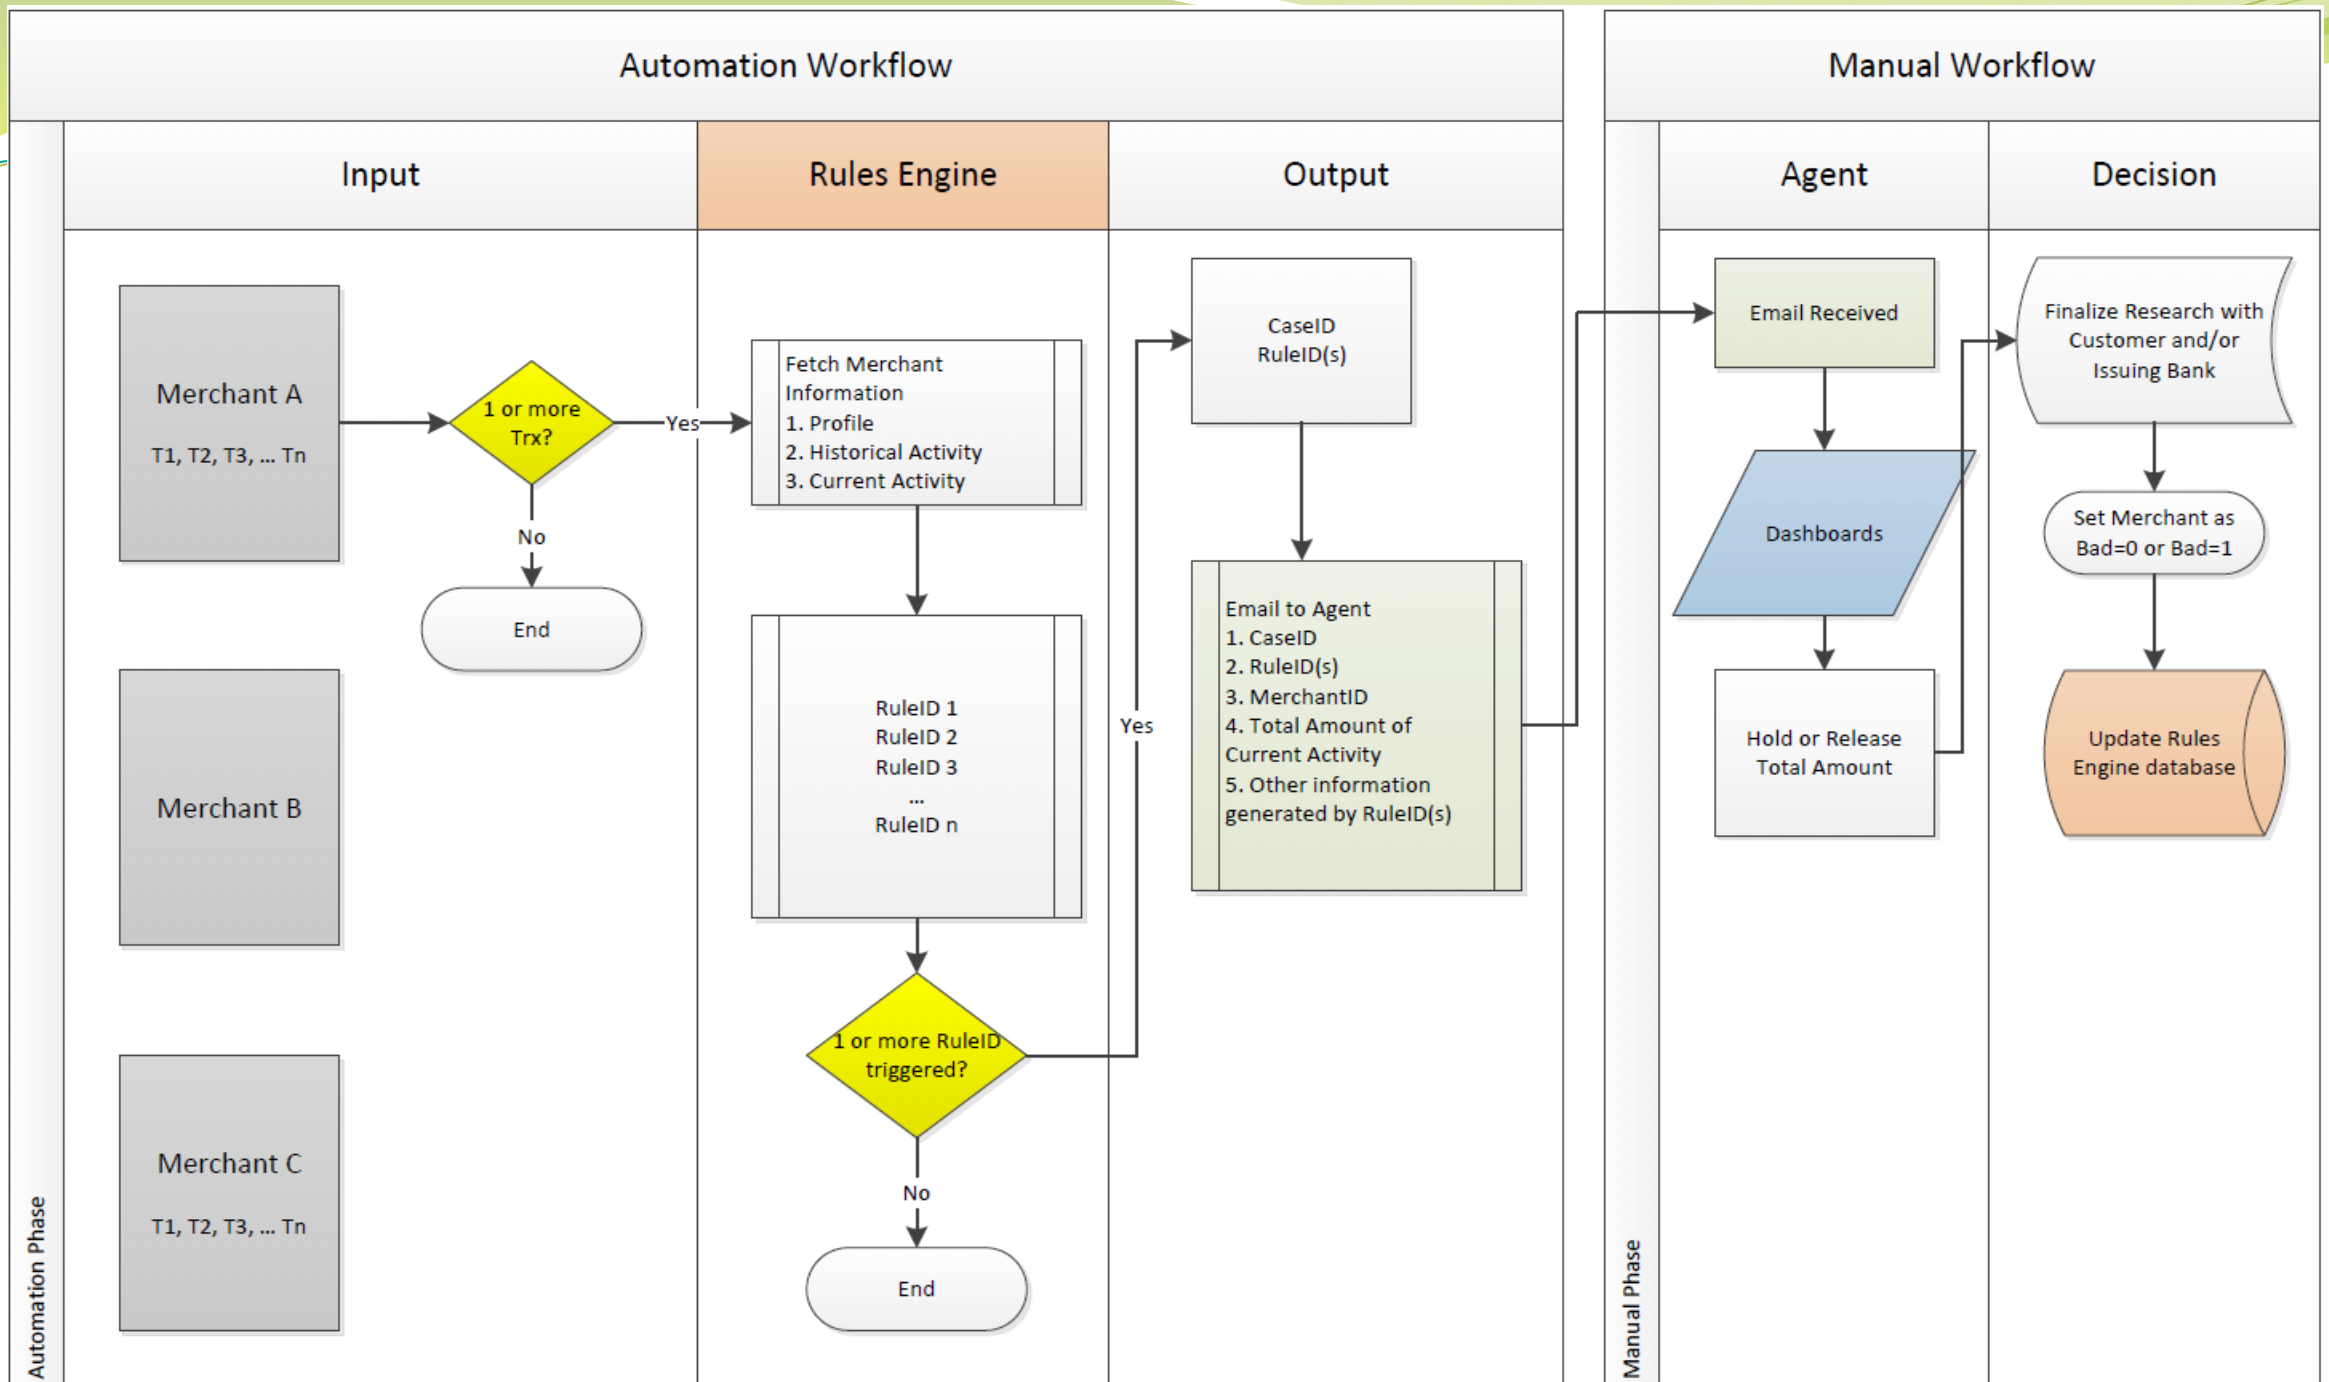 Automation Workflow
Manual Workflow
Input
Rules Engine
Output
Agent
Decision
Automation Phase
Merchant A
T1, T2, T3, ... Tn
Merchant B
Merchant C
T1, T2, T3, ... Tn
1 or more
Trx?
Yes
No
End
Fetch Merchant
Information
1. Profile
2. Historical Activity
3. Current Activity
RuleID 1
RuleID 2
RuleID 3
...
RuleID n
1 or more RuleID
triggered?
Yes
No
End
CaseID
RuleID(s)
Email to Agent
1. CaseID
2. RuleID(s)
3. MerchantID
4. Total Amount of
Current Activity
5. Other information
generated by RuleID(s)
Manual Phase
Email Received
Dashboards
Hold or Release
Total Amount
Finalize Research with
Customer and/or
Issuing Bank
Set Merchant as
Bad=0 or Bad=1
Update Rules
Engine database